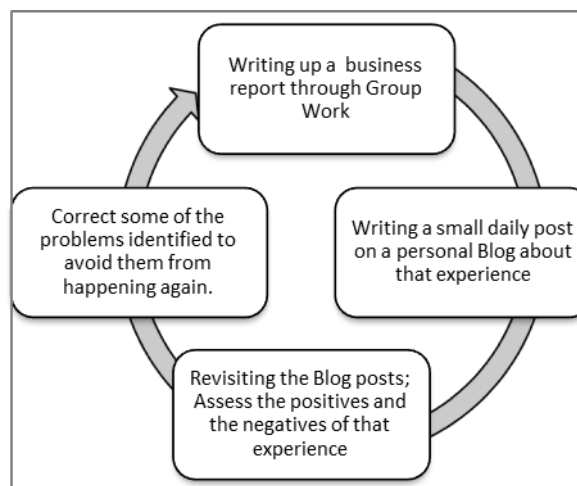 Writing up a business
report through Group
Work
Writing a small daily post
on a personal Blog about
that experience
Revisiting the Blog posts;
Assess the positives and
the negatives of that
experience
Correct some of the
problems identified to
avoid them from
happening again.